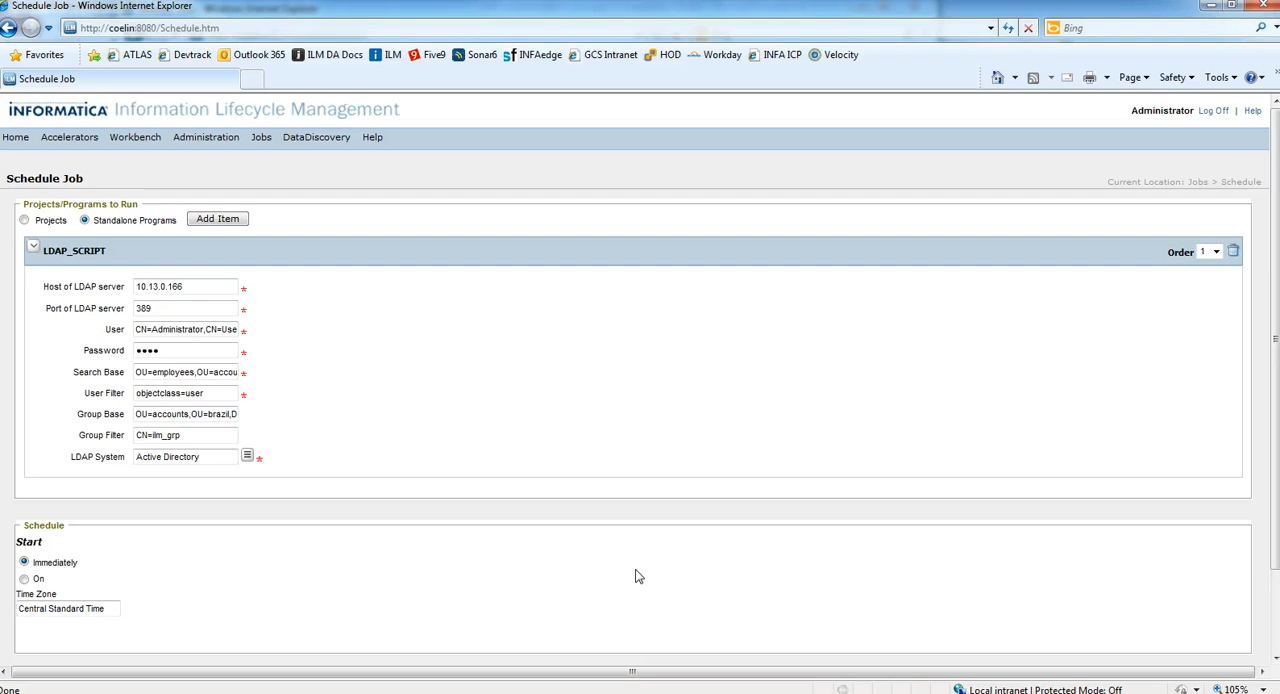 Schedule Job - Windows Internet Explorer
http://coelin:8080/Schedule.htm
Bing
Favorites ATLAS Devtrack Outlook 365 ILM DA Docs ILM Five9 Sonar6 INFAedge GCS Intranet HOD Workday INFA ICP Velocity
Schedule Job
Page Safety Tools
INFORMATICA Information Lifecycle Management
Administrator Log Off | Help
Home Accelerators Workbench Administration Jobs DataDiscovery Help
Schedule Job
Current Location: Jobs > Schedule
Projects/Programs to Run
Projects Standalone Programs Add Item
LDAP_SCRIPT
Order 1
Host of LDAP server 10.13.0.166 *
Port of LDAP server 389 *
User CN=Administrator,CN=Use *
Password •••• *
Search Base OU=employees,OU=accou *
User Filter objectclass=user *
Group Base OU=accounts,OU=brazil,D
Group Filter CN=ilm_grp
LDAP System Active Directory *
Schedule
Start
Immediately
On
Time Zone
Central Standard Time
Done
Local intranet | Protected Mode: Off
105%